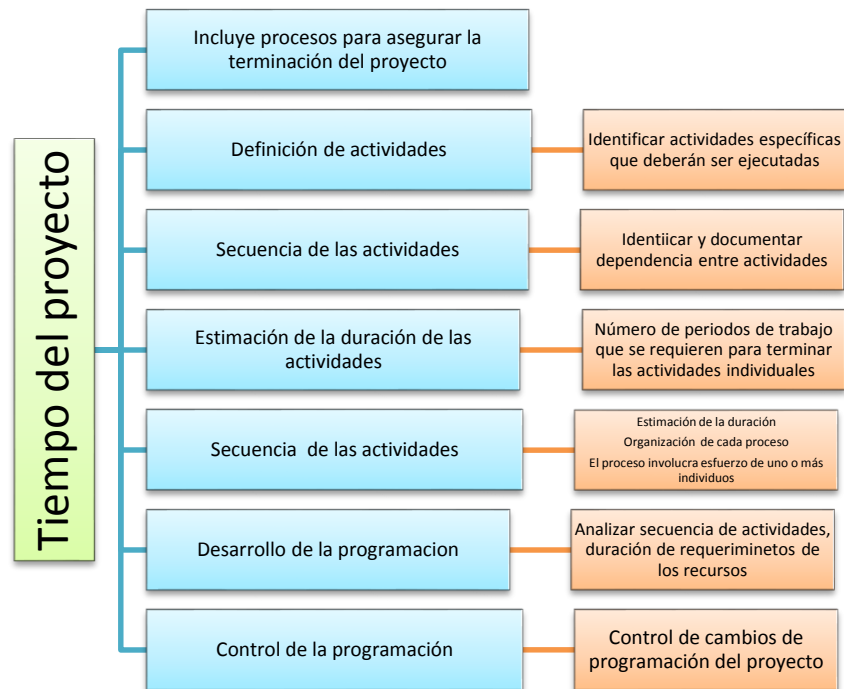 Tiempo del proyecto
Incluye procesos para asegurar la
terminación del proyecto
Definición de actividades
Identificar actividades específicas
que deberán ser ejecutadas
Secuencia de las actividades
Identiicar y documentar
dependencia entre actividades
Estimación de la duración de las
actividades
Número de periodos de trabajo
que se requieren para terminar
las actividades individuales
Secuencia de las actividades
Estimación de la duración
Organización de cada proceso
El proceso involucra esfuerzo de uno o más
individuos
Desarrollo de la programacion
Analizar secuencia de actividades,
duración de requeriminetos de
los recursos
Control de la programación
Control de cambios de
programación del proyecto